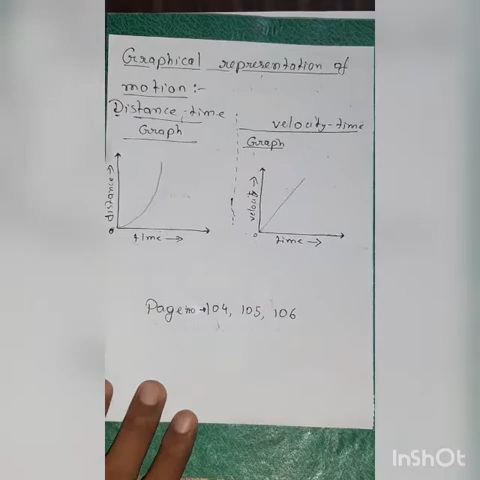 Graphical representation of
motion :-
Distance-time
Graph
velocity-time
Graph
distance →
0
time →
velocity →
0
time →
Page no → 104, 105, 106
InShOt